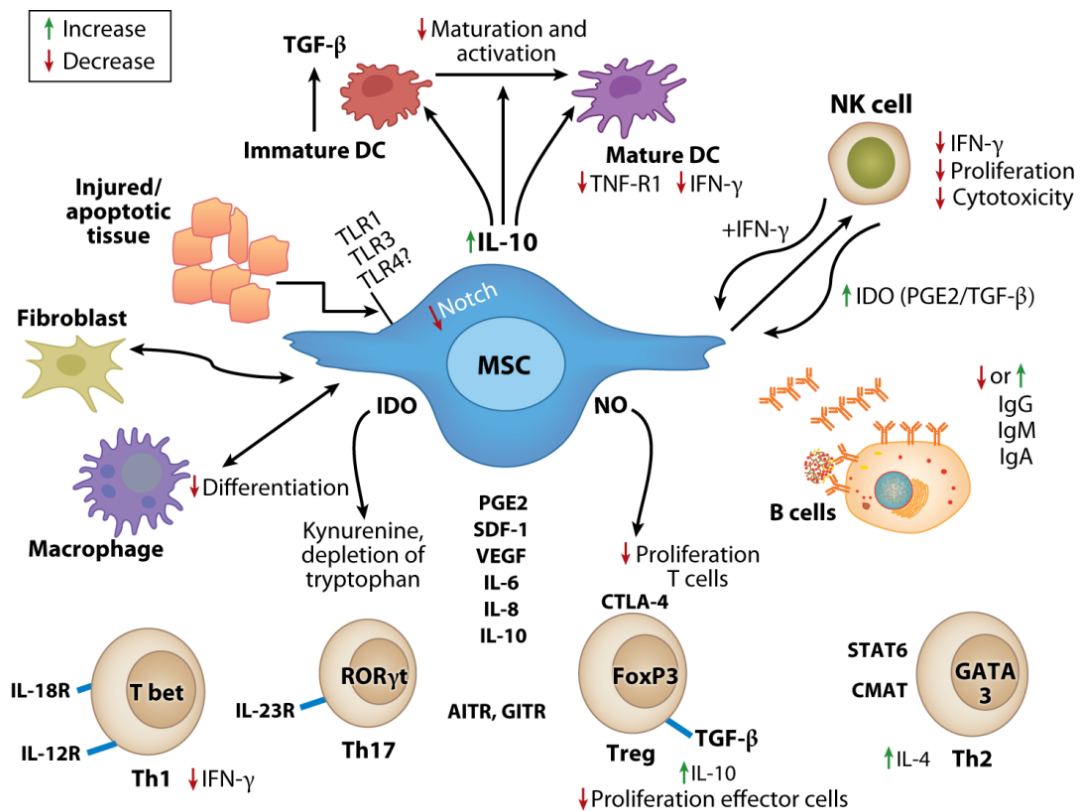 ↑ Increase
↓ Decrease
TGF-β
↓ Maturation and
activation
Immature DC
Mature DC
↓ TNF-R1 ↓ IFN-γ
NK cell
↓ IFN-γ
↓ Proliferation
↓ Cytotoxicity
Injured/
apoptotic
tissue
TLR1
TLR3
TLR4?
↑ IL-10
+IFN-γ
↑ IDO (PGE2/TGF-β)
↓ Notch
MSC
Fibroblast
IDO
NO
↓ or ↑
IgG
IgM
IgA
B cells
↓ Differentiation
Macrophage
Kynurenine,
depletion of
tryptophan
PGE2
SDF-1
VEGF
IL-6
IL-8
IL-10
↓ Proliferation
T cells
IL-18R
T bet
IL-12R
Th1 ↓ IFN-γ
RORγt
IL-23R
Th17
AITR, GITR
CTLA-4
FoxP3
TGF-β
Treg
↑ IL-10
↓ Proliferation effector cells
STAT6
CMAT
GATA
3
↑ IL-4 Th2